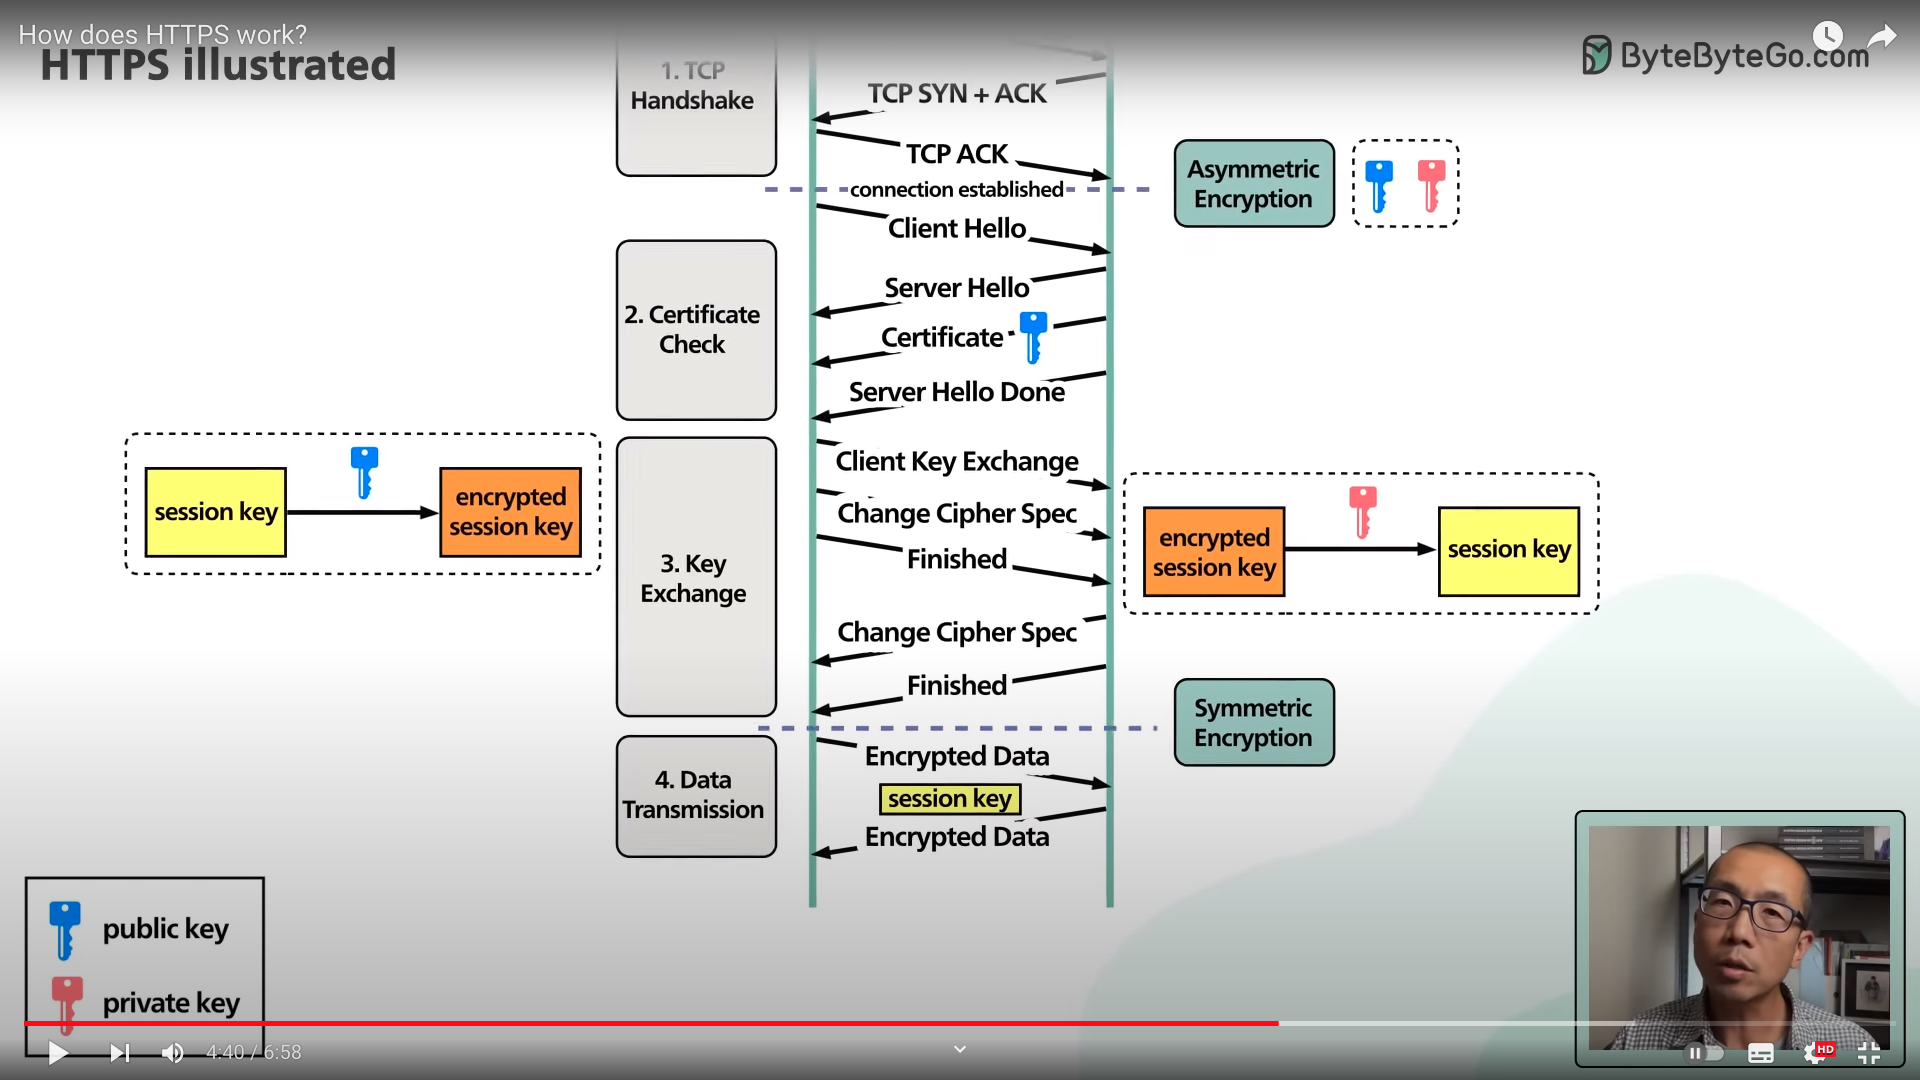 How does HTTPS work?
HTTPS illustrated
ByteByteGo.com
1. TCP
Handshake
TCP SYN + ACK
TCP ACK
connection established
Asymmetric
Encryption
Client Hello
Server Hello
2. Certificate
Check
Certificate
Server Hello Done
session key
encrypted
session key
3. Key
Exchange
Client Key Exchange
Change Cipher Spec
Finished
encrypted
session key
session key
Change Cipher Spec
Finished
Symmetric
Encryption
4. Data
Transmission
Encrypted Data
session key
Encrypted Data
public key
private key
4:40 / 6:58
HD